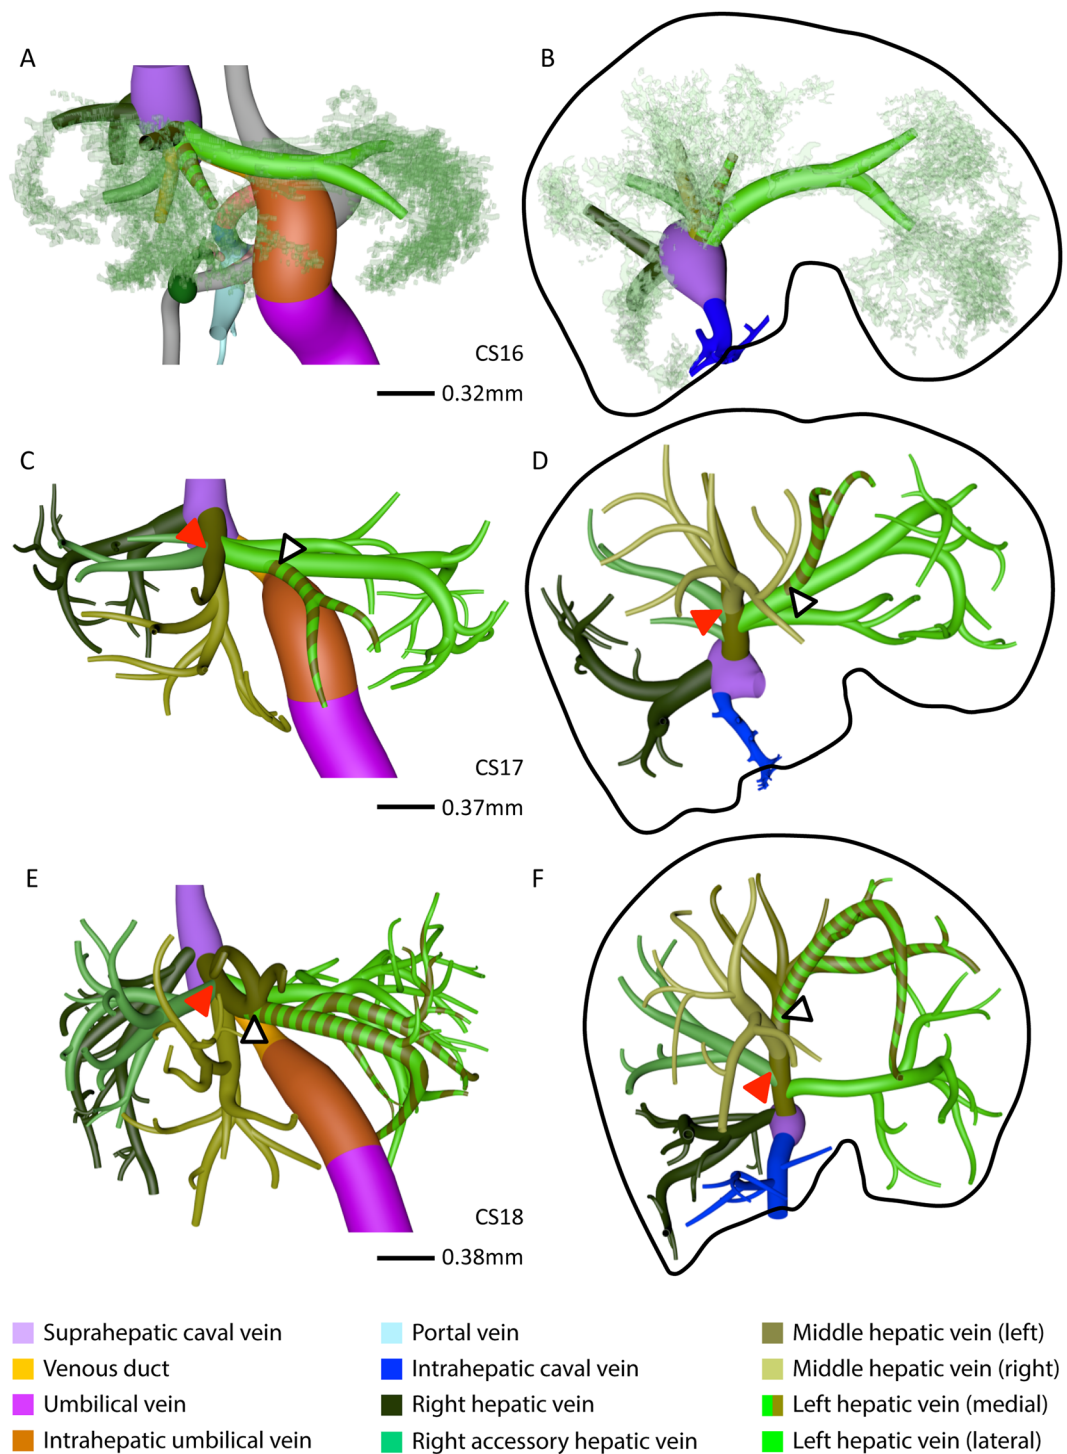 A
B
CS16
0.32mm
C
D
CS17
0.37mm
E
F
CS18
0.38mm
Suprahepatic caval vein
Venous duct
Umbilical vein
Intrahepatic umbilical vein
Portal vein
Intrahepatic caval vein
Right hepatic vein
Right accessory hepatic vein
Middle hepatic vein (left)
Middle hepatic vein (right)
Left hepatic vein (medial)
Left hepatic vein (lateral)